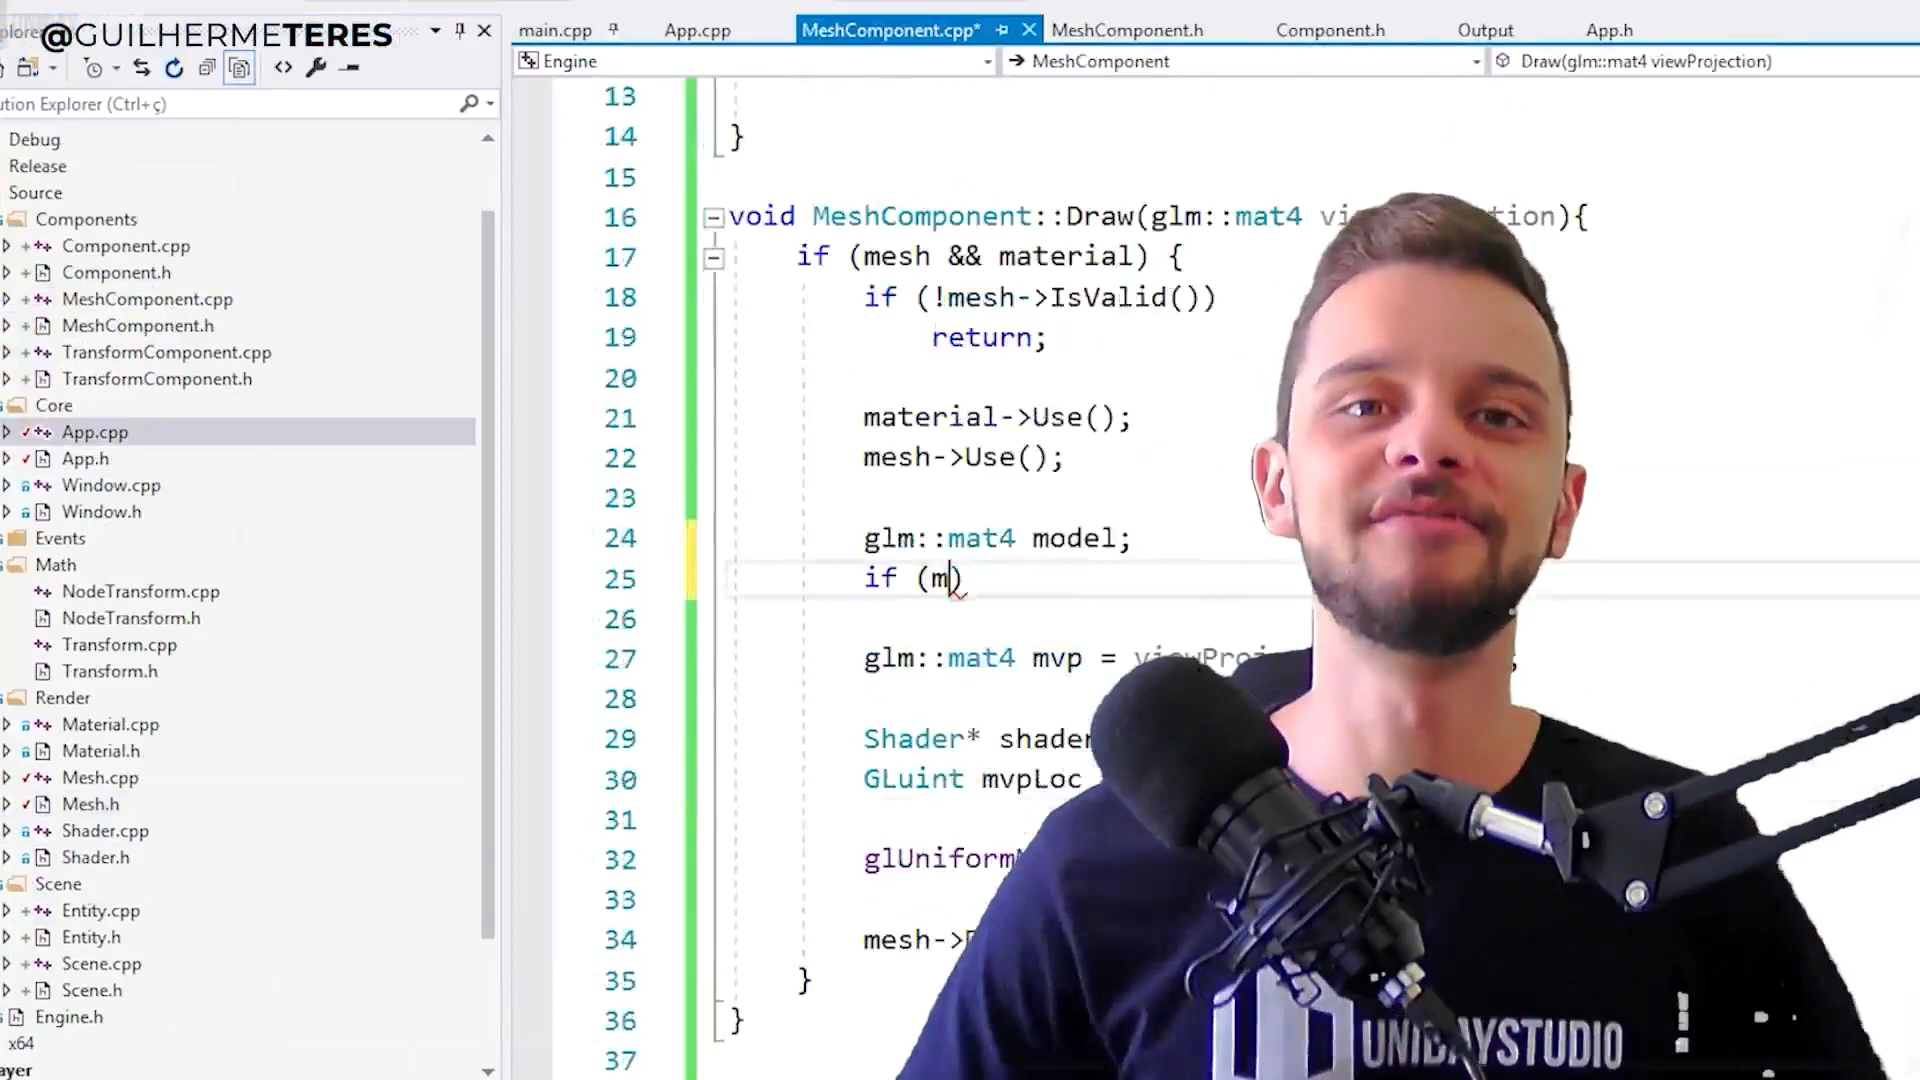 @GUILHERMETERES
main.cpp
App.cpp
MeshComponent.cpp*
MeshComponent.h
Component.h
Output
App.h
Engine
MeshComponent
Draw(glm::mat4 viewProjection)
ution Explorer (Ctrl+ç)
Debug
Release
Source
Components
Component.cpp
Component.h
MeshComponent.cpp
MeshComponent.h
TransformComponent.cpp
TransformComponent.h
Core
App.cpp
App.h
Window.cpp
Window.h
Events
Math
NodeTransform.cpp
NodeTransform.h
Transform.cpp
Transform.h
Render
Material.cpp
Material.h
Mesh.cpp
Mesh.h
Shader.cpp
Shader.h
Scene
Entity.cpp
Entity.h
Scene.cpp
Scene.h
Engine.h
x64
ayer
13
14 }
15
16 void MeshComponent::Draw(glm::mat4 vi tion){
17 if (mesh && material) {
18 if (!mesh->IsValid())
19 return;
20
21 material->Use();
22 mesh->Use();
23
24 glm::mat4 model;
25 if (m)
26
27 glm::mat4 mvp = viewProj ;
28
29 Shader* shader
30 GLuint mvpLoc
31
32 glUniform
33
34 mesh->
35 }
36 }
37
UNIDAYSTUDIO